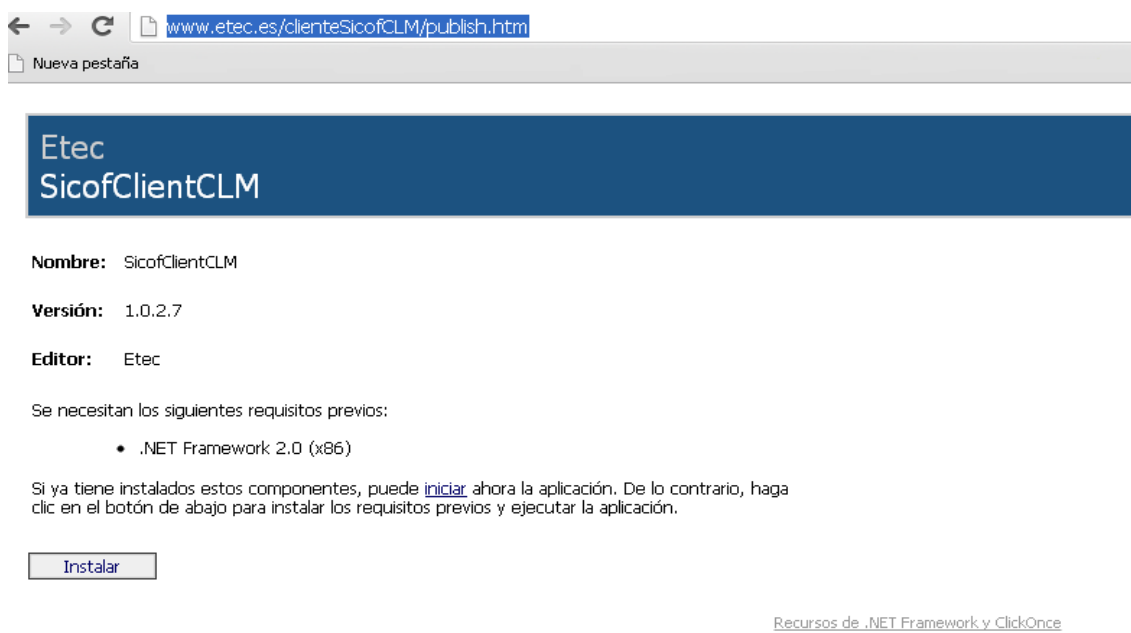 www.etec.es/clienteSicofCLM/publish.htm
Nueva pestaña
Etec
SicofClientCLM
Nombre: SicofClientCLM
Versión: 1.0.2.7
Editor: Etec
Se necesitan los siguientes requisitos previos:
• .NET Framework 2.0 (x86)
Si ya tiene instalados estos componentes, puede iniciar ahora la aplicación. De lo contrario, haga
clic en el botón de abajo para instalar los requisitos previos y ejecutar la aplicación.
Instalar
Recursos de .NET Framework y ClickOnce